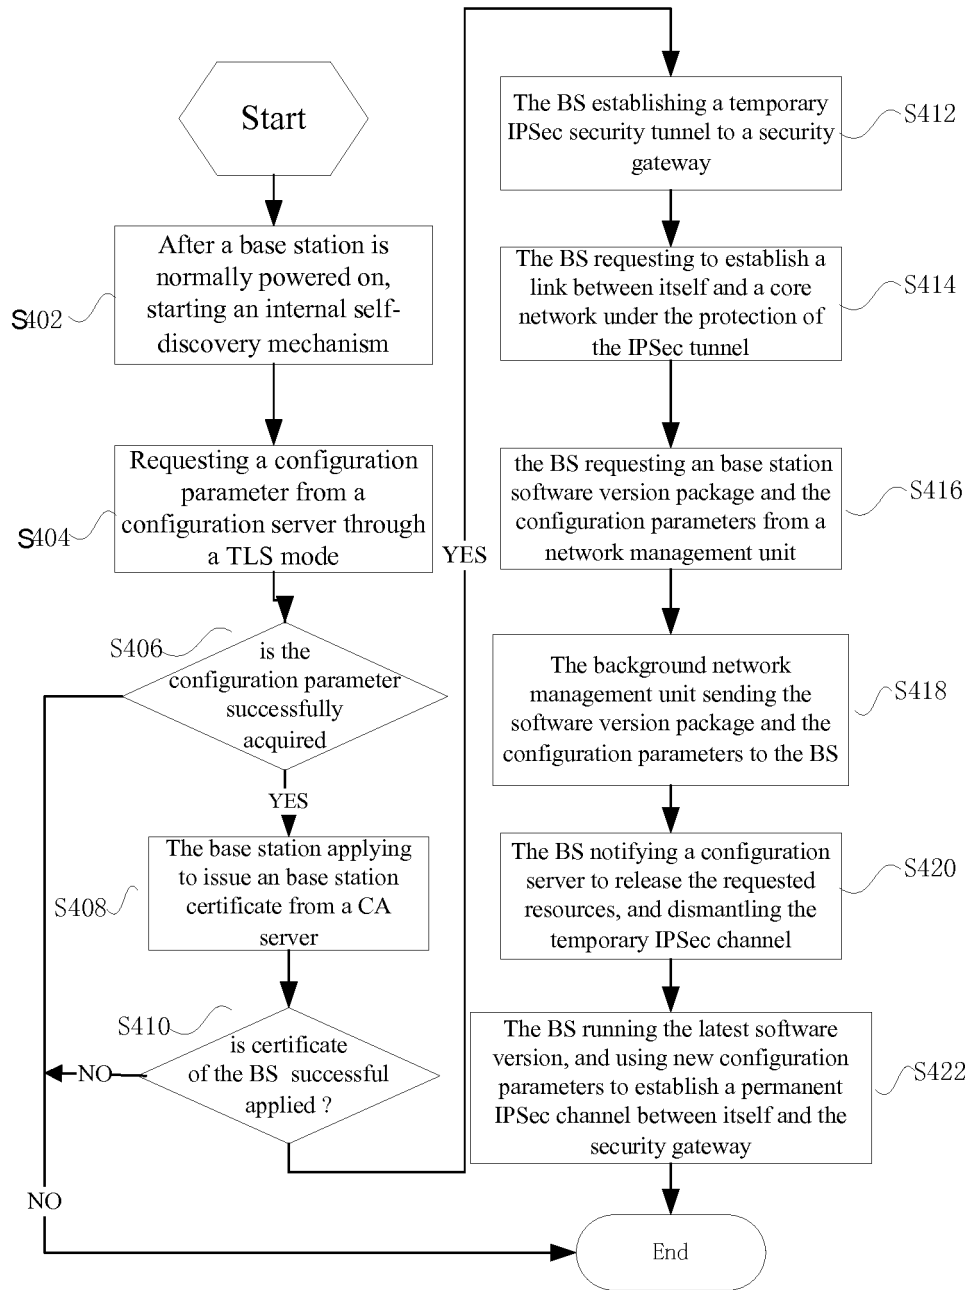 Start
After a base station is
normally powered on,
starting an internal self-
discovery mechanism
S402
Requesting a configuration
parameter from a
configuration server through
a TLS mode
S404
S406
is the
configuration parameter
successfully
acquired
YES
The base station applying
to issue an base station
certificate from a CA
server
S408
S410
is certificate
of the BS successful
applied ?
NO
NO
YES
The BS establishing a temporary
IPSec security tunnel to a security
gateway
S412
The BS requesting to establish a
link between itself and a core
network under the protection of
the IPSec tunnel
S414
the BS requesting an base station
software version package and the
configuration parameters from a
network management unit
S416
The background network
management unit sending the
software version package and the
configuration parameters to the BS
S418
The BS notifying a configuration
server to release the requested
resources, and dismantling the
temporary IPSec channel
S420
The BS running the latest software
version, and using new configuration
parameters to establish a permanent
IPSec channel between itself and the
security gateway
S422
End